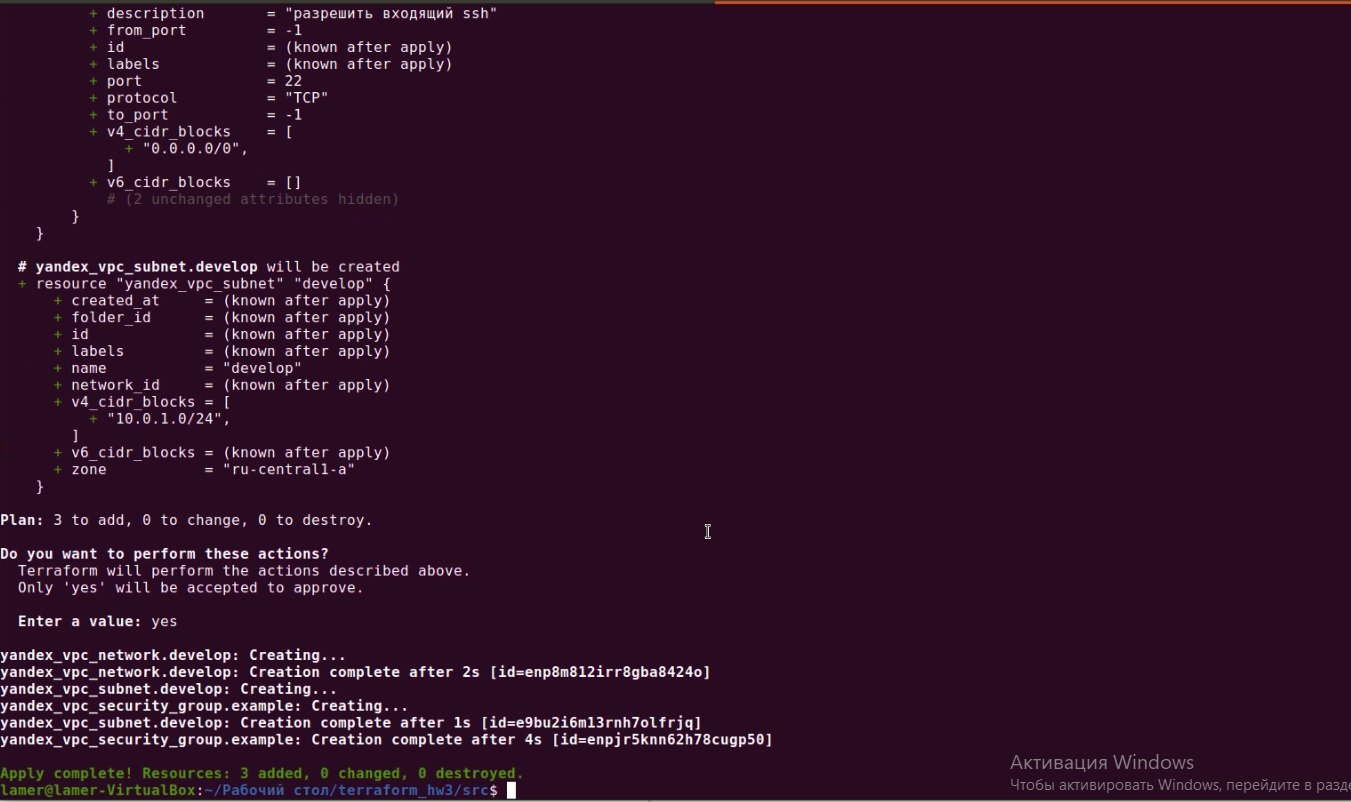 + description = "разрешить входящий ssh"
+ from_port = -1
+ id = (known after apply)
+ labels = (known after apply)
+ port = 22
+ protocol = "TCP"
+ to_port = -1
+ v4_cidr_blocks = [
+ "0.0.0.0/0",
]
+ v6_cidr_blocks = []
# (2 unchanged attributes hidden)
}
}
# yandex_vpc_subnet.develop will be created
+ resource "yandex_vpc_subnet" "develop" {
+ created_at = (known after apply)
+ folder_id = (known after apply)
+ id = (known after apply)
+ labels = (known after apply)
+ name = "develop"
+ network_id = (known after apply)
+ v4_cidr_blocks = [
+ "10.0.1.0/24",
]
+ v6_cidr_blocks = (known after apply)
+ zone = "ru-central1-a"
}
Plan: 3 to add, 0 to change, 0 to destroy.
Do you want to perform these actions?
Terraform will perform the actions described above.
Only 'yes' will be accepted to approve.
Enter a value: yes
yandex_vpc_network.develop: Creating...
yandex_vpc_network.develop: Creation complete after 2s [id=enp8m812irr8gba8424o]
yandex_vpc_subnet.develop: Creating...
yandex_vpc_security_group.example: Creating...
yandex_vpc_subnet.develop: Creation complete after 1s [id=e9bu2i6m13rnh7olfrjq]
yandex_vpc_security_group.example: Creation complete after 4s [id=enpjr5knn62h78cugp50]
Apply complete! Resources: 3 added, 0 changed, 0 destroyed.
lamer@lamer-VirtualBox:~/Рабочий стол/terraform_hw3/src$
Активация Windows
Чтобы активировать Windows, перейдите в разде